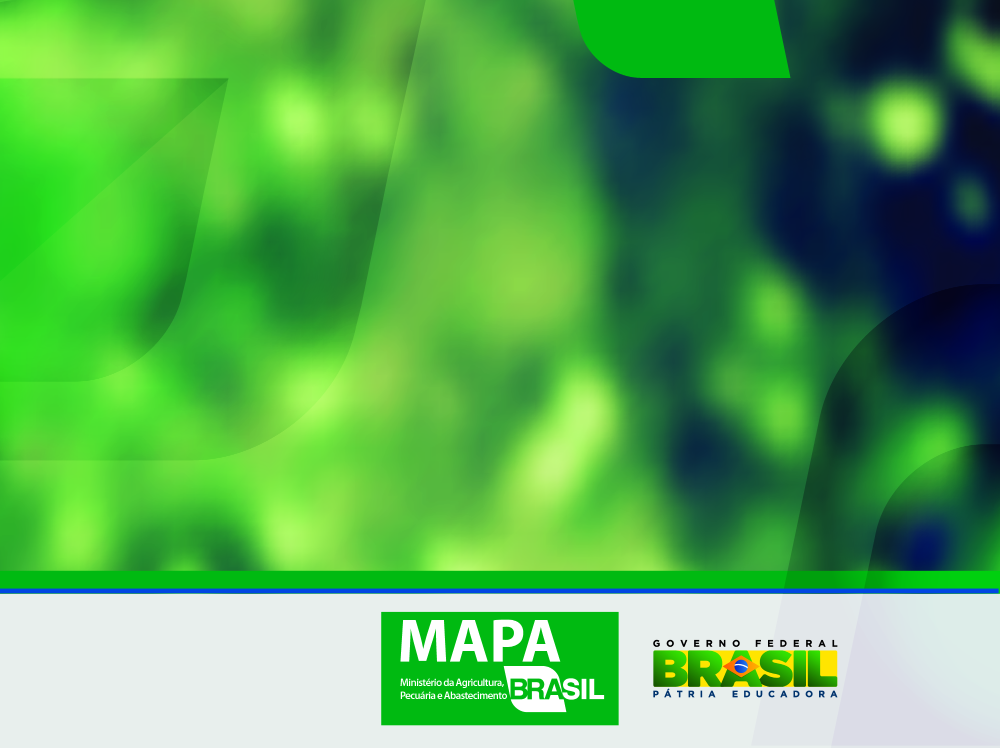 MAPA
Ministério da Agricultura,
Pecuária e Abastecimento
BRASIL
GOVERNO FEDERAL
BRASIL
PÁTRIA EDUCADORA